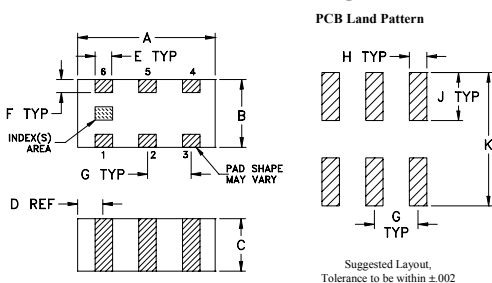 PCB Land Pattern
A
E TYP
6 5 4
F TYP
B
INDEX(S)
AREA
1 2 3
G TYP
PAD SHAPE
MAY VARY
D REF
C
H TYP
J TYP
K
G
TYP
Suggested Layout,
Tolerance to be within ±.002